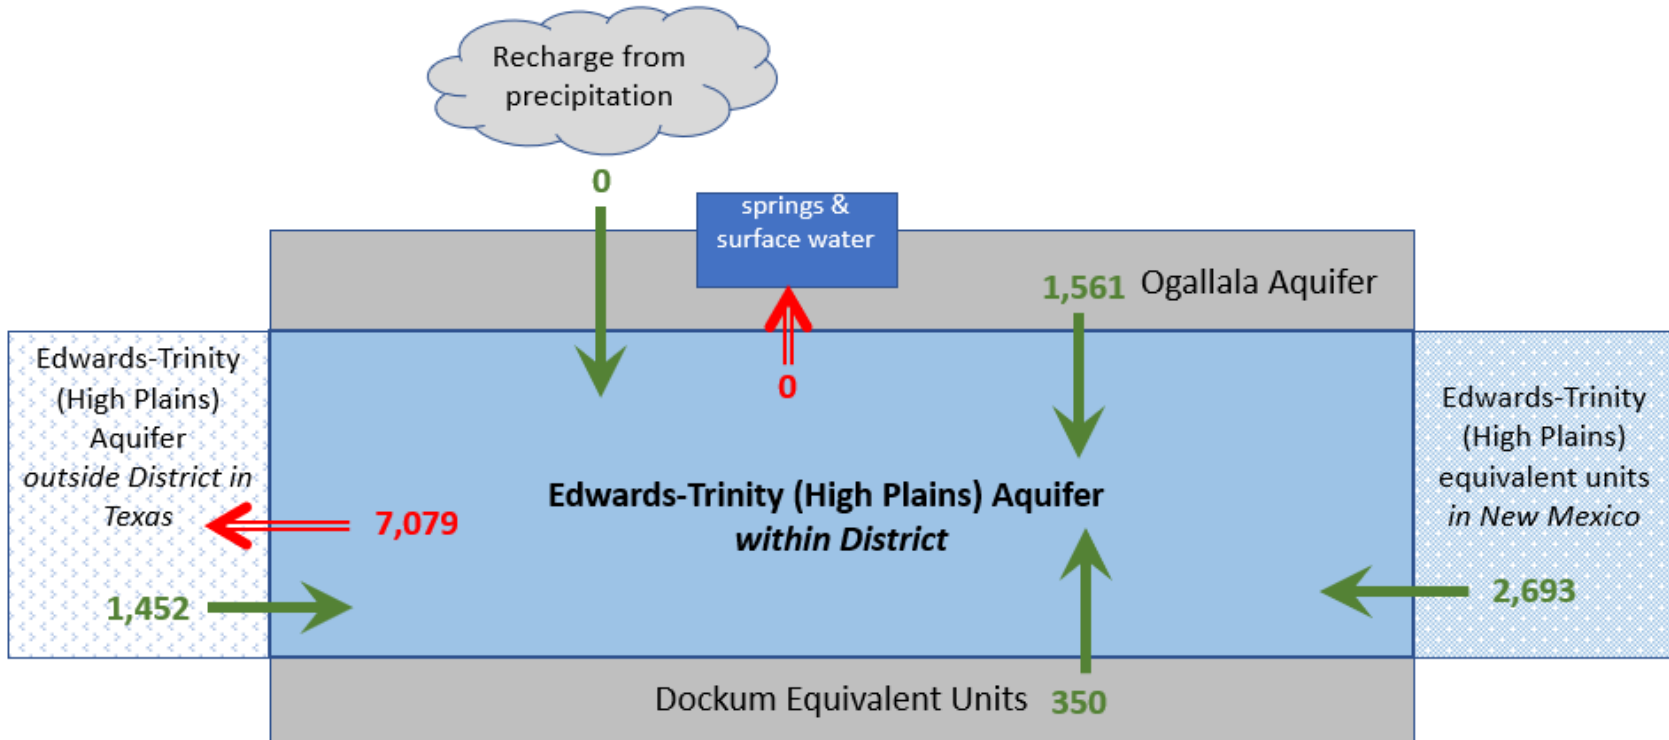 Recharge from
precipitation
0
springs &
surface water
1,561 Ogallala Aquifer
0
Edwards-Trinity
(High Plains)
Aquifer
outside District in
Texas
7,079
1,452
Edwards-Trinity (High Plains) Aquifer
within District
Edwards-Trinity
(High Plains)
equivalent units
in New Mexico
2,693
Dockum Equivalent Units 350